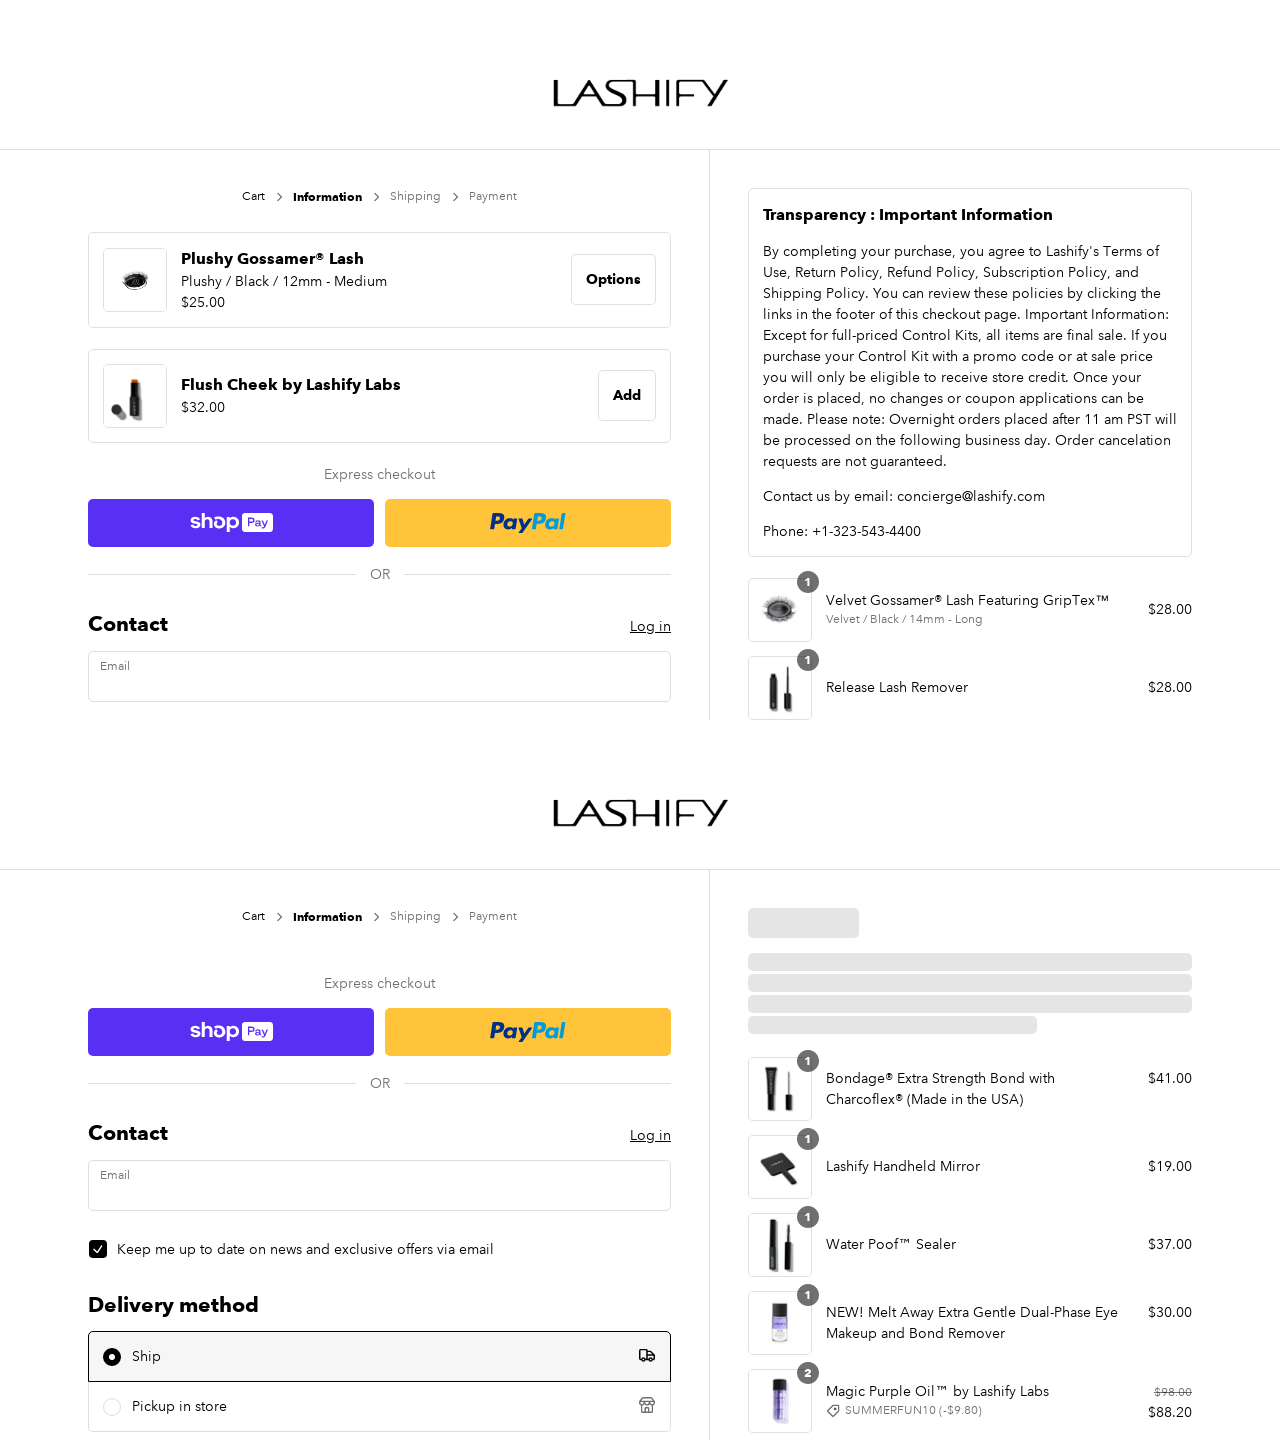 LASHIFY
Cart
Information
Shipping
Payment
Plushy Gossamer® Lash
Plushy / Black / 12mm - Medium
$25.00
Options
Flush Cheek by Lashify Labs
$32.00
Add
Express checkout
shop Pay
PayPal
OR
Contact
Log in
Email
Transparency : Important Information
By completing your purchase, you agree to Lashify's Terms of
Use, Return Policy, Refund Policy, Subscription Policy, and
Shipping Policy. You can review these policies by clicking the
links in the footer of this checkout page. Important Information:
Except for full-priced Control Kits, all items are final sale. If you
purchase your Control Kit with a promo code or at sale price
you will only be eligible to receive store credit. Once your
order is placed, no changes or coupon applications can be
made. Please note: Overnight orders placed after 11 am PST will
be processed on the following business day. Order cancelation
requests are not guaranteed.
Contact us by email: concierge@lashify.com
Phone: +1-323-543-4400
1
Velvet Gossamer® Lash Featuring GripTex™
Velvet / Black / 14mm - Long
$28.00
1
Release Lash Remover
$28.00
LASHIFY
Cart
Information
Shipping
Payment
Express checkout
shop Pay
PayPal
OR
Contact
Log in
Email
Keep me up to date on news and exclusive offers via email
Delivery method
Ship
Pickup in store
1
Bondage® Extra Strength Bond with
Charcoflex® (Made in the USA)
$41.00
1
Lashify Handheld Mirror
$19.00
1
Water Poof™ Sealer
$37.00
1
NEW! Melt Away Extra Gentle Dual-Phase Eye
Makeup and Bond Remover
$30.00
2
Magic Purple Oil™ by Lashify Labs
SUMMERFUN10 (-$9.80)
$98.00
$88.20